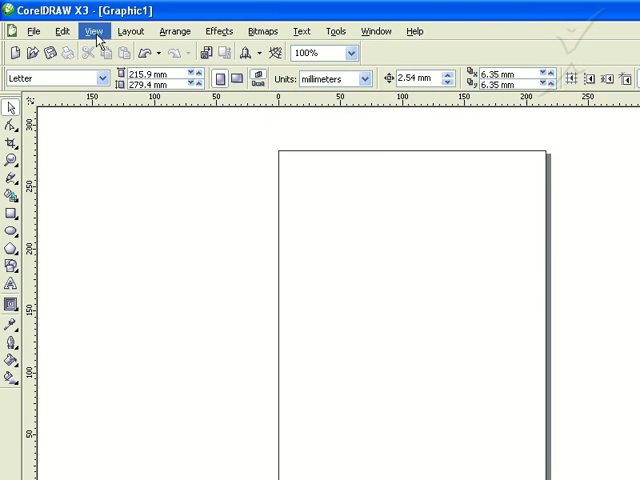 CorelDRAW X3 - [Graphic1]
File Edit View Layout Arrange Effects Bitmaps Text Tools Window Help
100%
Letter 215.9 mm 279.4 mm Units: millimeters 2.54 mm x 6.35 mm y 6.35 mm
150 100 50 0 50 100 150 200 250
300
250
200
150
100
50